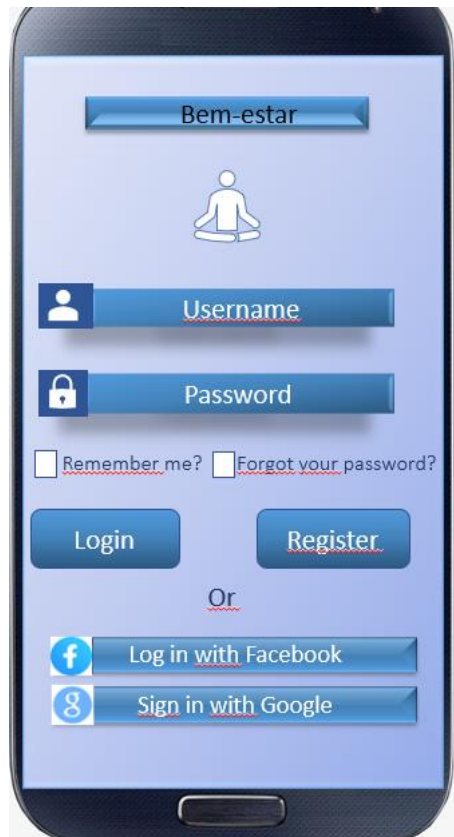 Bem-estar
Username
Password
Remember me? Forgot your password?
Login Register
Or
Log in with Facebook
Sign in with Google